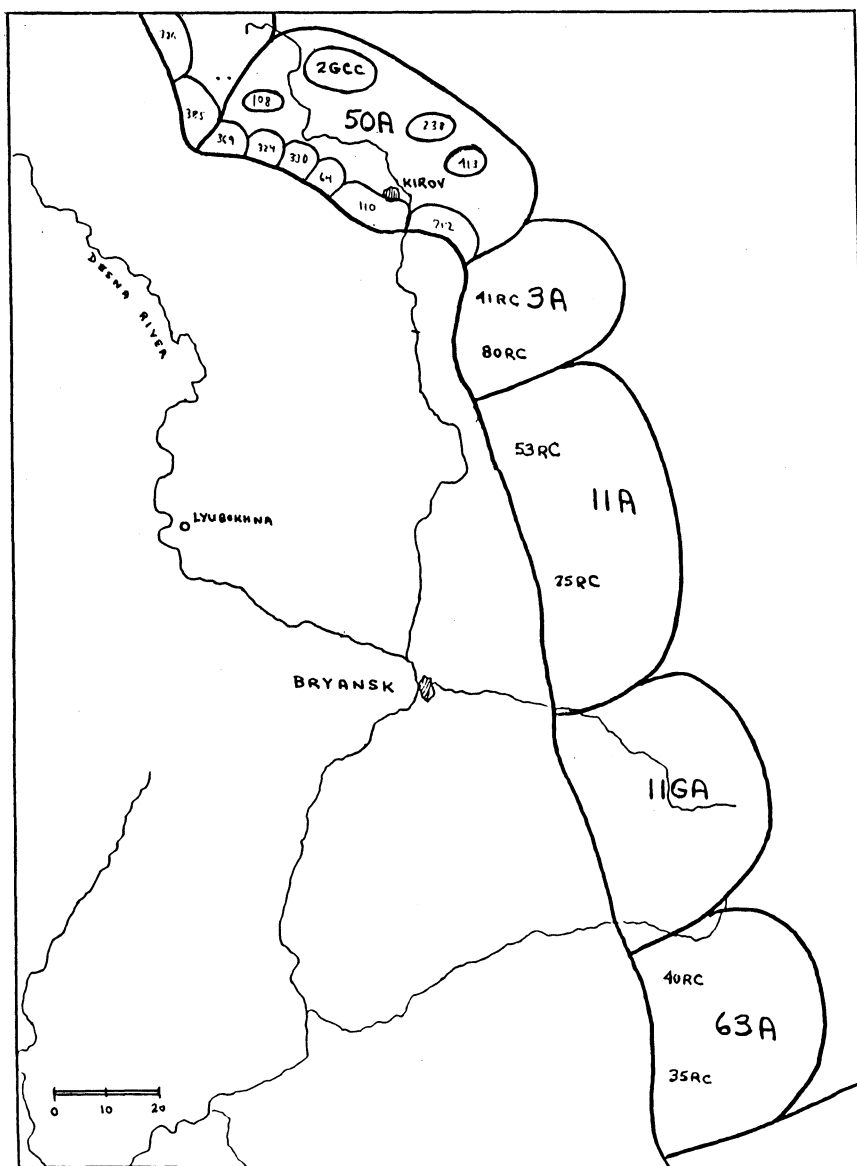 2GCC
108
385
50A
238
369
324
330
413
64
KIROV
110
DESNA RIVER
41RC 3A
80RC
53RC
11A
LYUBOKHNA
25RC
BRYANSK
11GA
40RC
63A
35RC
0 10 20